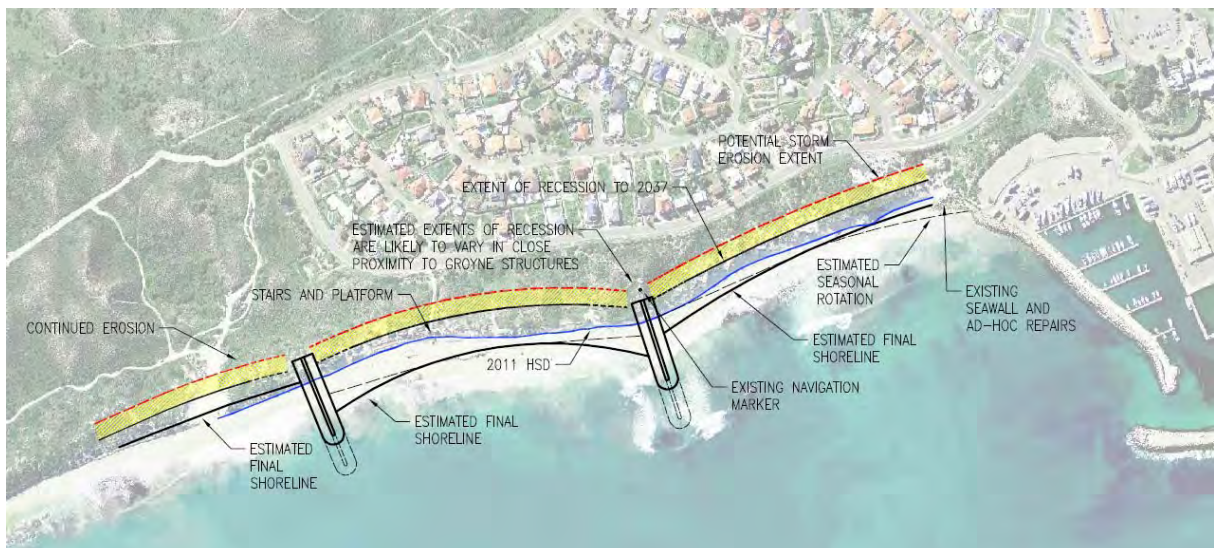 POTENTIAL STORM
EROSION EXTENT
EXTENT OF RECESSION TO 2037
ESTIMATED EXTENTS OF RECESSION
ARE LIKELY TO VARY IN CLOSE
PROXIMITY TO GROYNE STRUCTURES
STAIRS AND PLATFORM
CONTINUED EROSION
ESTIMATED
SEASONAL
ROTATION
EXISTING
SEAWALL AND
AD-HOC REPAIRS
ESTIMATED FINAL
SHORELINE
2011 HSD
EXISTING NAVIGATION
MARKER
ESTIMATED FINAL
SHORELINE
ESTIMATED
FINAL
SHORELINE